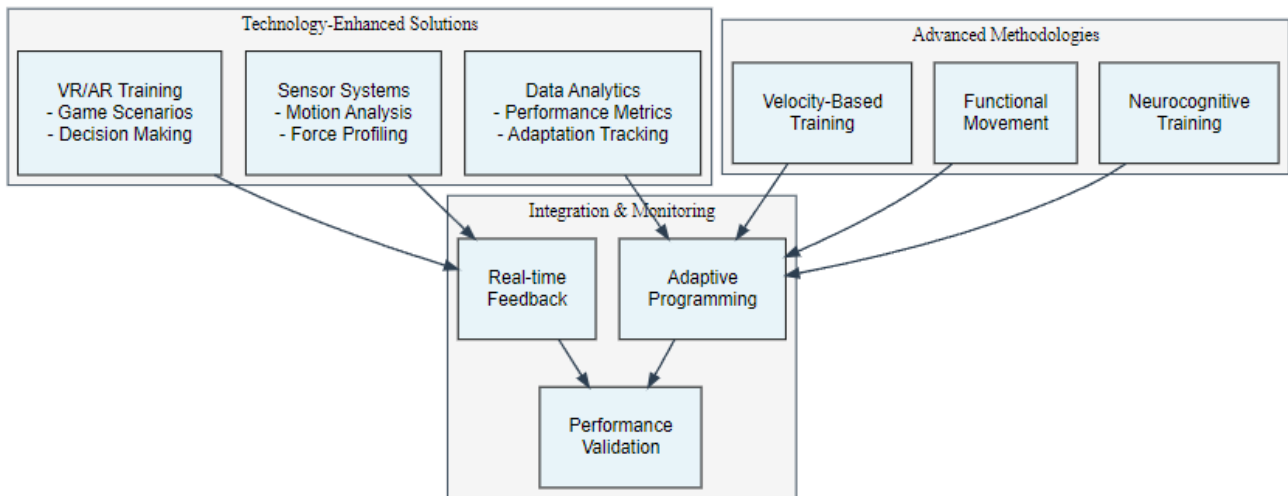 Technology-Enhanced Solutions
VR/AR Training
- Game Scenarios
- Decision Making
Sensor Systems
- Motion Analysis
- Force Profiling
Data Analytics
- Performance Metrics
- Adaptation Tracking
Advanced Methodologies
Velocity-Based
Training
Functional
Movement
Neurocognitive
Training
Integration & Monitoring
Real-time
Feedback
Adaptive
Programming
Performance
Validation